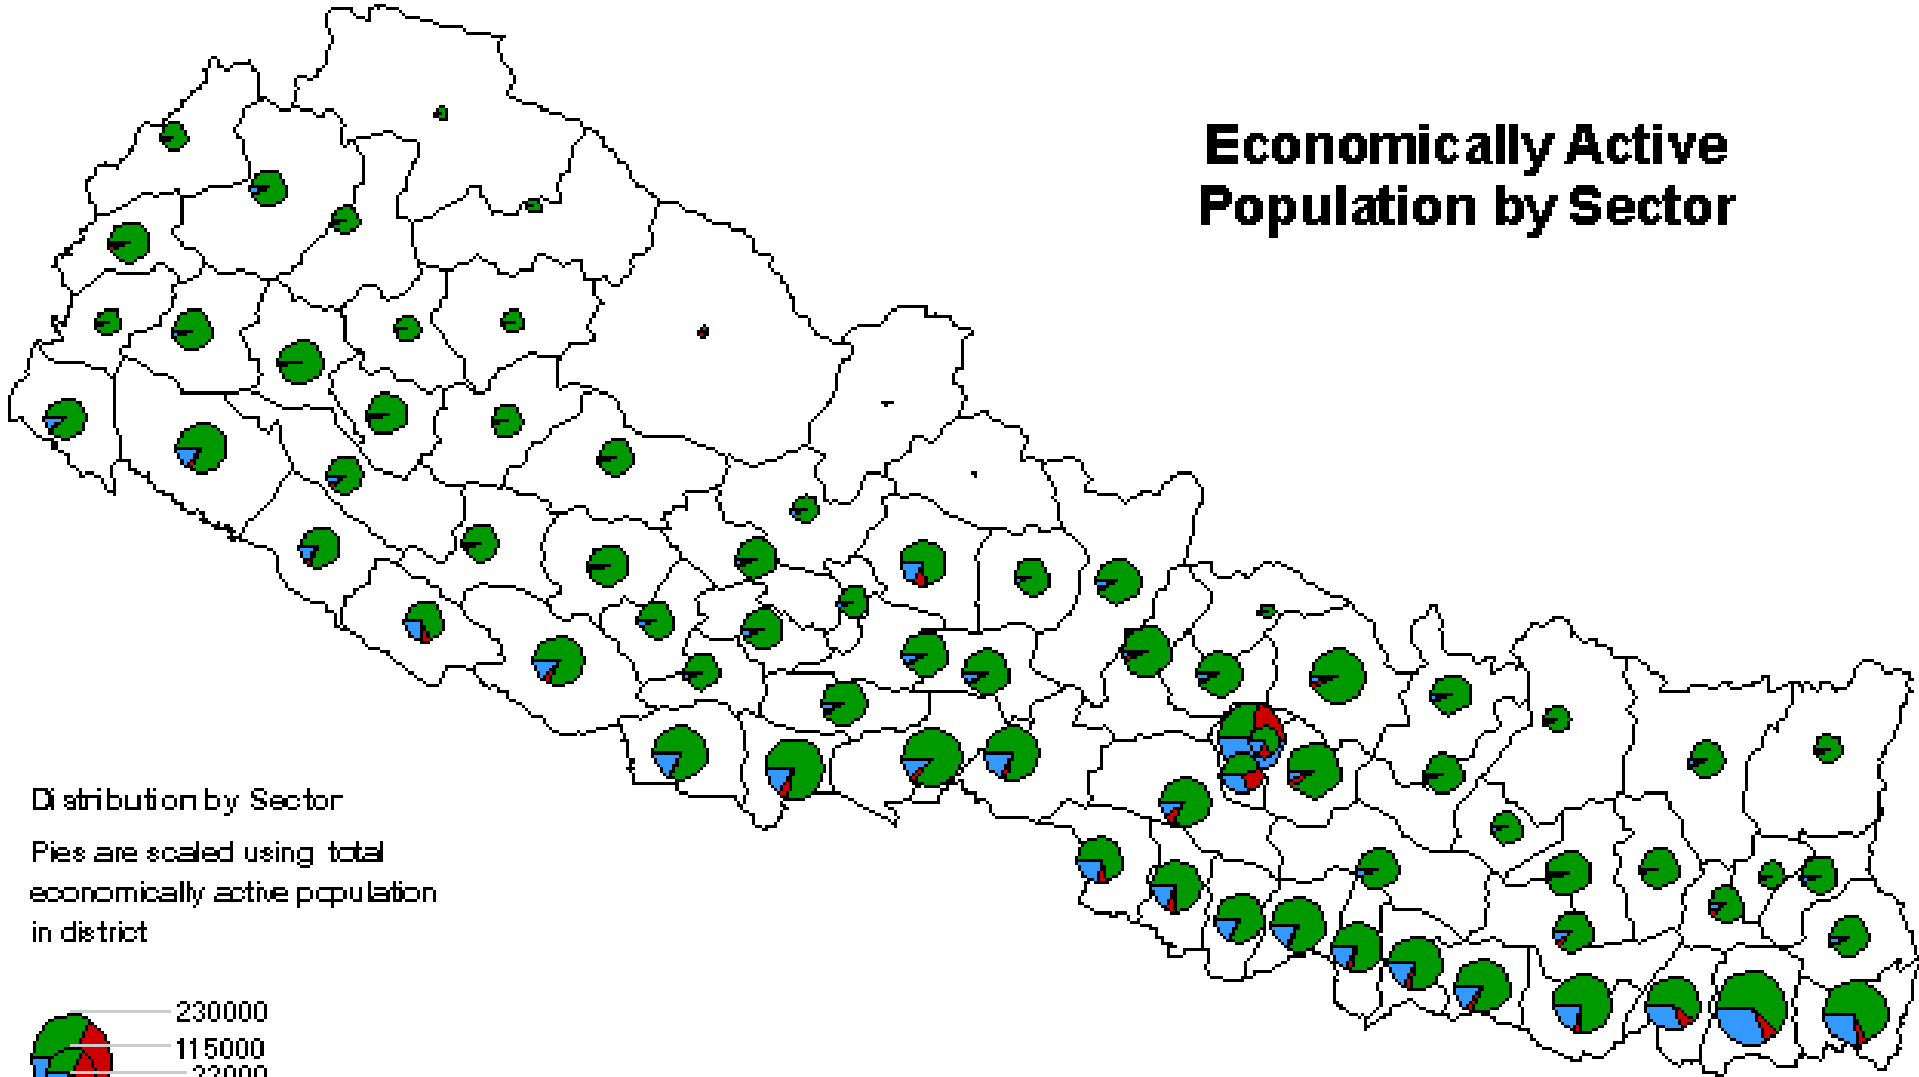 Economically Active
Population by Sector
Distribution by Sector
Pies are scaled using total
economically active population
in district
230000
115000